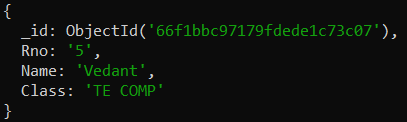 {
  _id: ObjectId('66f1bbc97179fdede1c73c07'),
  Rno: '5',
  Name: 'Vedant',
  Class: 'TE COMP'
}